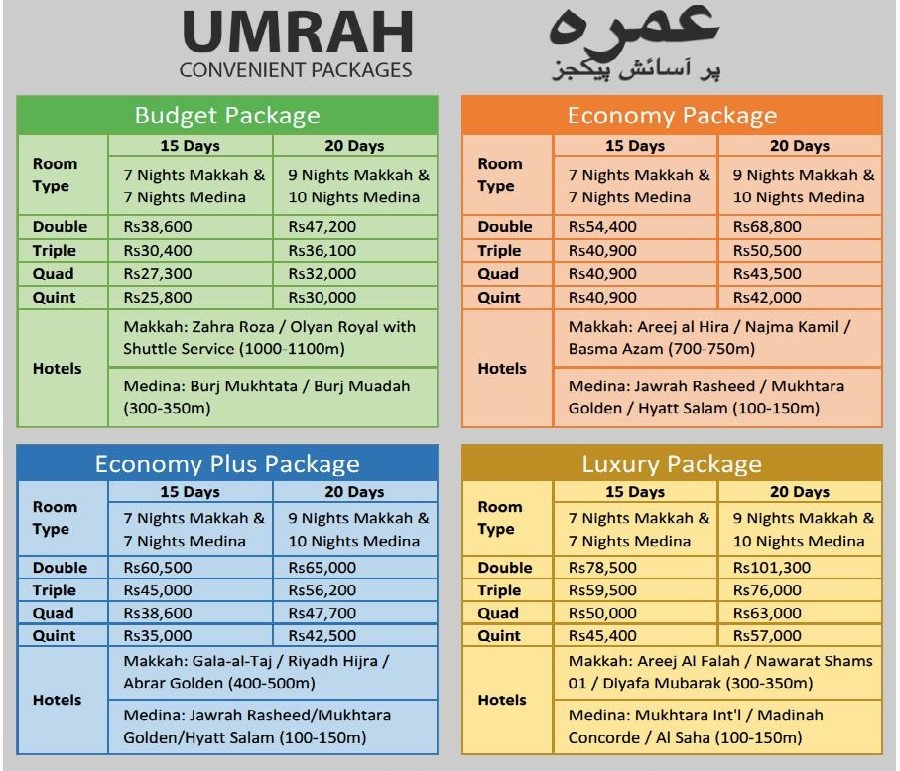 UMRAH
CONVENIENT PACKAGES
عمرہ
پر آسائش پیکجز
Budget Package
Room Type
15 Days
20 Days
7 Nights Makkah &
7 Nights Medina
9 Nights Makkah &
10 Nights Medina
Double Rs38,600 Rs47,200
Triple Rs30,400 Rs36,100
Quad Rs27,300 Rs32,000
Quint Rs25,800 Rs30,000
Hotels
Makkah: Zahra Roza / Olyan Royal with
Shuttle Service (1000-1100m)
Medina: Burj Mukhtata / Burj Muadah
(300-350m)
Economy Package
Room Type
15 Days
20 Days
7 Nights Makkah &
7 Nights Medina
9 Nights Makkah &
10 Nights Medina
Double Rs54,400 Rs68,800
Triple Rs40,900 Rs50,500
Quad Rs40,900 Rs43,500
Quint Rs40,900 Rs42,000
Hotels
Makkah: Areej al Hira / Najma Kamil /
Basma Azam (700-750m)
Medina: Jawrah Rasheed / Mukhtara
Golden / Hyatt Salam (100-150m)
Economy Plus Package
Room Type
15 Days
20 Days
7 Nights Makkah &
7 Nights Medina
9 Nights Makkah &
10 Nights Medina
Double Rs60,500 Rs65,000
Triple Rs45,000 Rs56,200
Quad Rs38,600 Rs47,700
Quint Rs35,000 Rs42,500
Hotels
Makkah: Gala-al-Taj / Riyadh Hijra /
Abrar Golden (400-500m)
Medina: Jawrah Rasheed/Mukhtara
Golden/Hyatt Salam (100-150m)
Luxury Package
Room Type
15 Days
20 Days
7 Nights Makkah &
7 Nights Medina
9 Nights Makkah &
10 Nights Medina
Double Rs78,500 Rs101,300
Triple Rs59,500 Rs76,000
Quad Rs50,000 Rs63,000
Quint Rs45,400 Rs57,000
Hotels
Makkah: Areej Al Falah / Nawarat Shams
01 / Diyafa Mubarak (300-350m)
Medina: Mukhtara Int'l / Madinah
Concorde / Al Saha (100-150m)